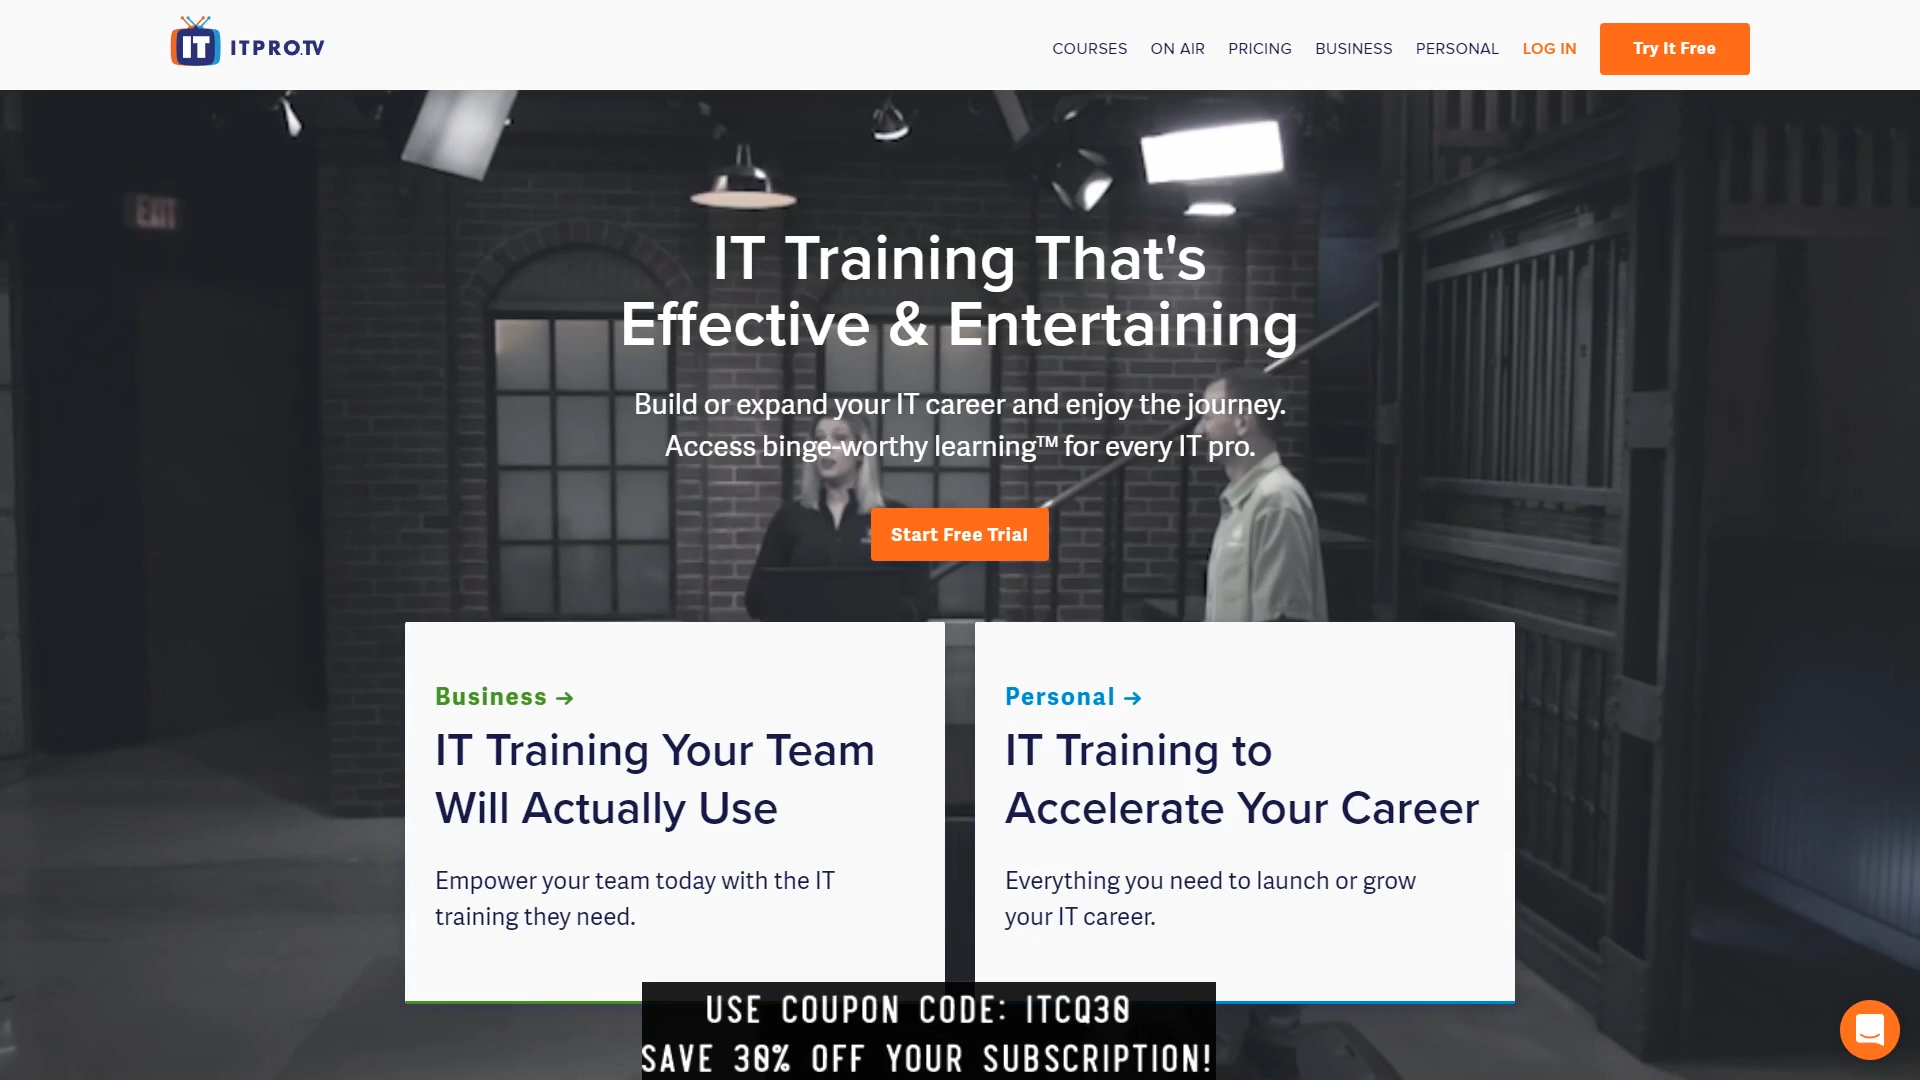 IT ITPRO.TV
COURSES ON AIR PRICING BUSINESS PERSONAL LOG IN Try It Free
EXIT
IT Training That's
Effective & Entertaining
Build or expand your IT career and enjoy the journey.
Access binge-worthy learning™ for every IT pro.
Start Free Trial
Business →
IT Training Your Team
Will Actually Use
Empower your team today with the IT
training they need.
Personal →
IT Training to
Accelerate Your Career
Everything you need to launch or grow
your IT career.
USE COUPON CODE: ITCQ30
SAVE 30% OFF YOUR SUBSCRIPTION!